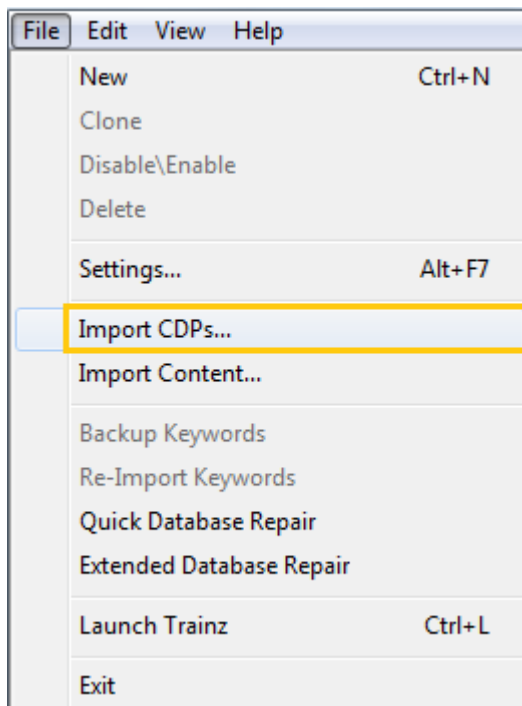 File Edit View Help
New Ctrl+N
Clone
Disable\Enable
Delete
Settings... Alt+F7
Import CDPs...
Import Content...
Backup Keywords
Re-Import Keywords
Quick Database Repair
Extended Database Repair
Launch Trainz Ctrl+L
Exit